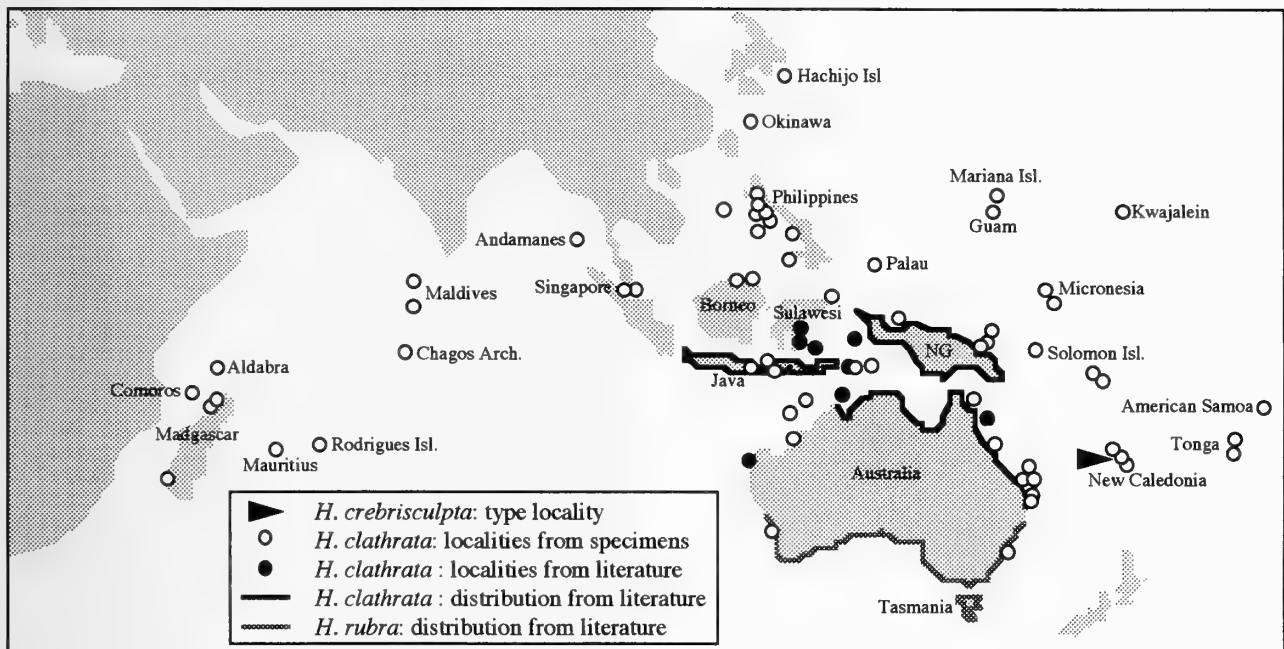 Hachijo Isl
Okinawa
Mariana Isl.
Philippines
Guam
Kwajalein
Andamanes
Palau
Maldives
Singapore
Micronesia
Borneo
Sulawesi
Chagos Arch.
NG
Solomon Isl.
Aldabra
Java
Comoros
American Samoa
Madgascar
Tonga
Rodrigues Isl.
Mauritius
Australia
New Caledonia
H. crebrisculpta: type locality
H. clathrata: localities from specimens
H. clathrata : localities from literature
H. clathrata : distribution from literature
H. rubra: distribution from literature
Tasmania